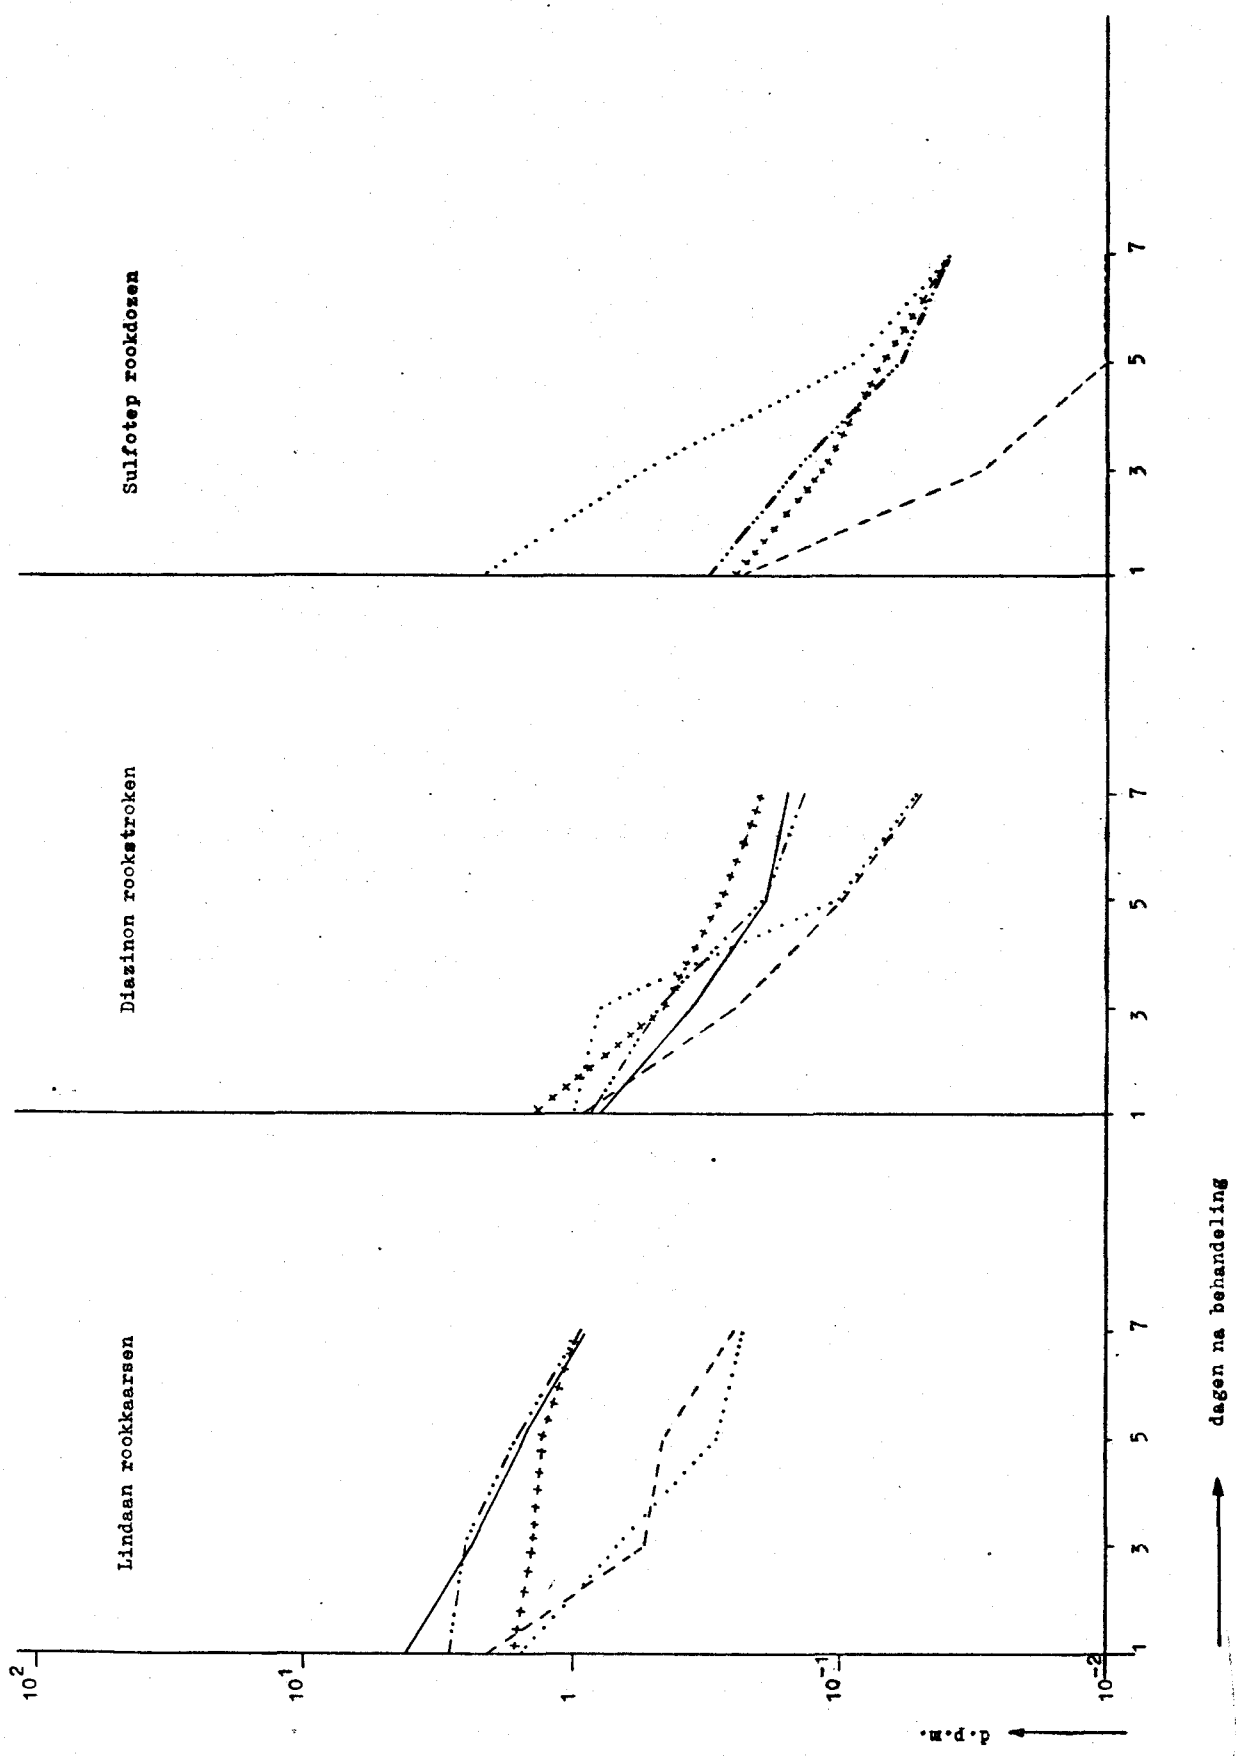 Lindaan rookkaarsen
Diazinon rookstroken
Sulfotep rookdozen
10²
10¹
1
10⁻¹
10⁻²
d.p.m.
1 3 5 7
1 3 5 7
1 3 5 7
dagen na behandeling